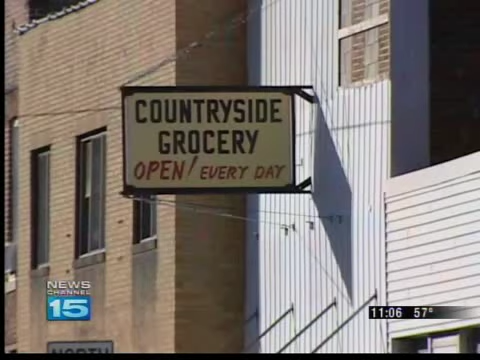 COUNTRYSIDE
GROCERY
OPEN! EVERY DAY
NEWS
CHANNEL
15
11:06 57°
NORTH